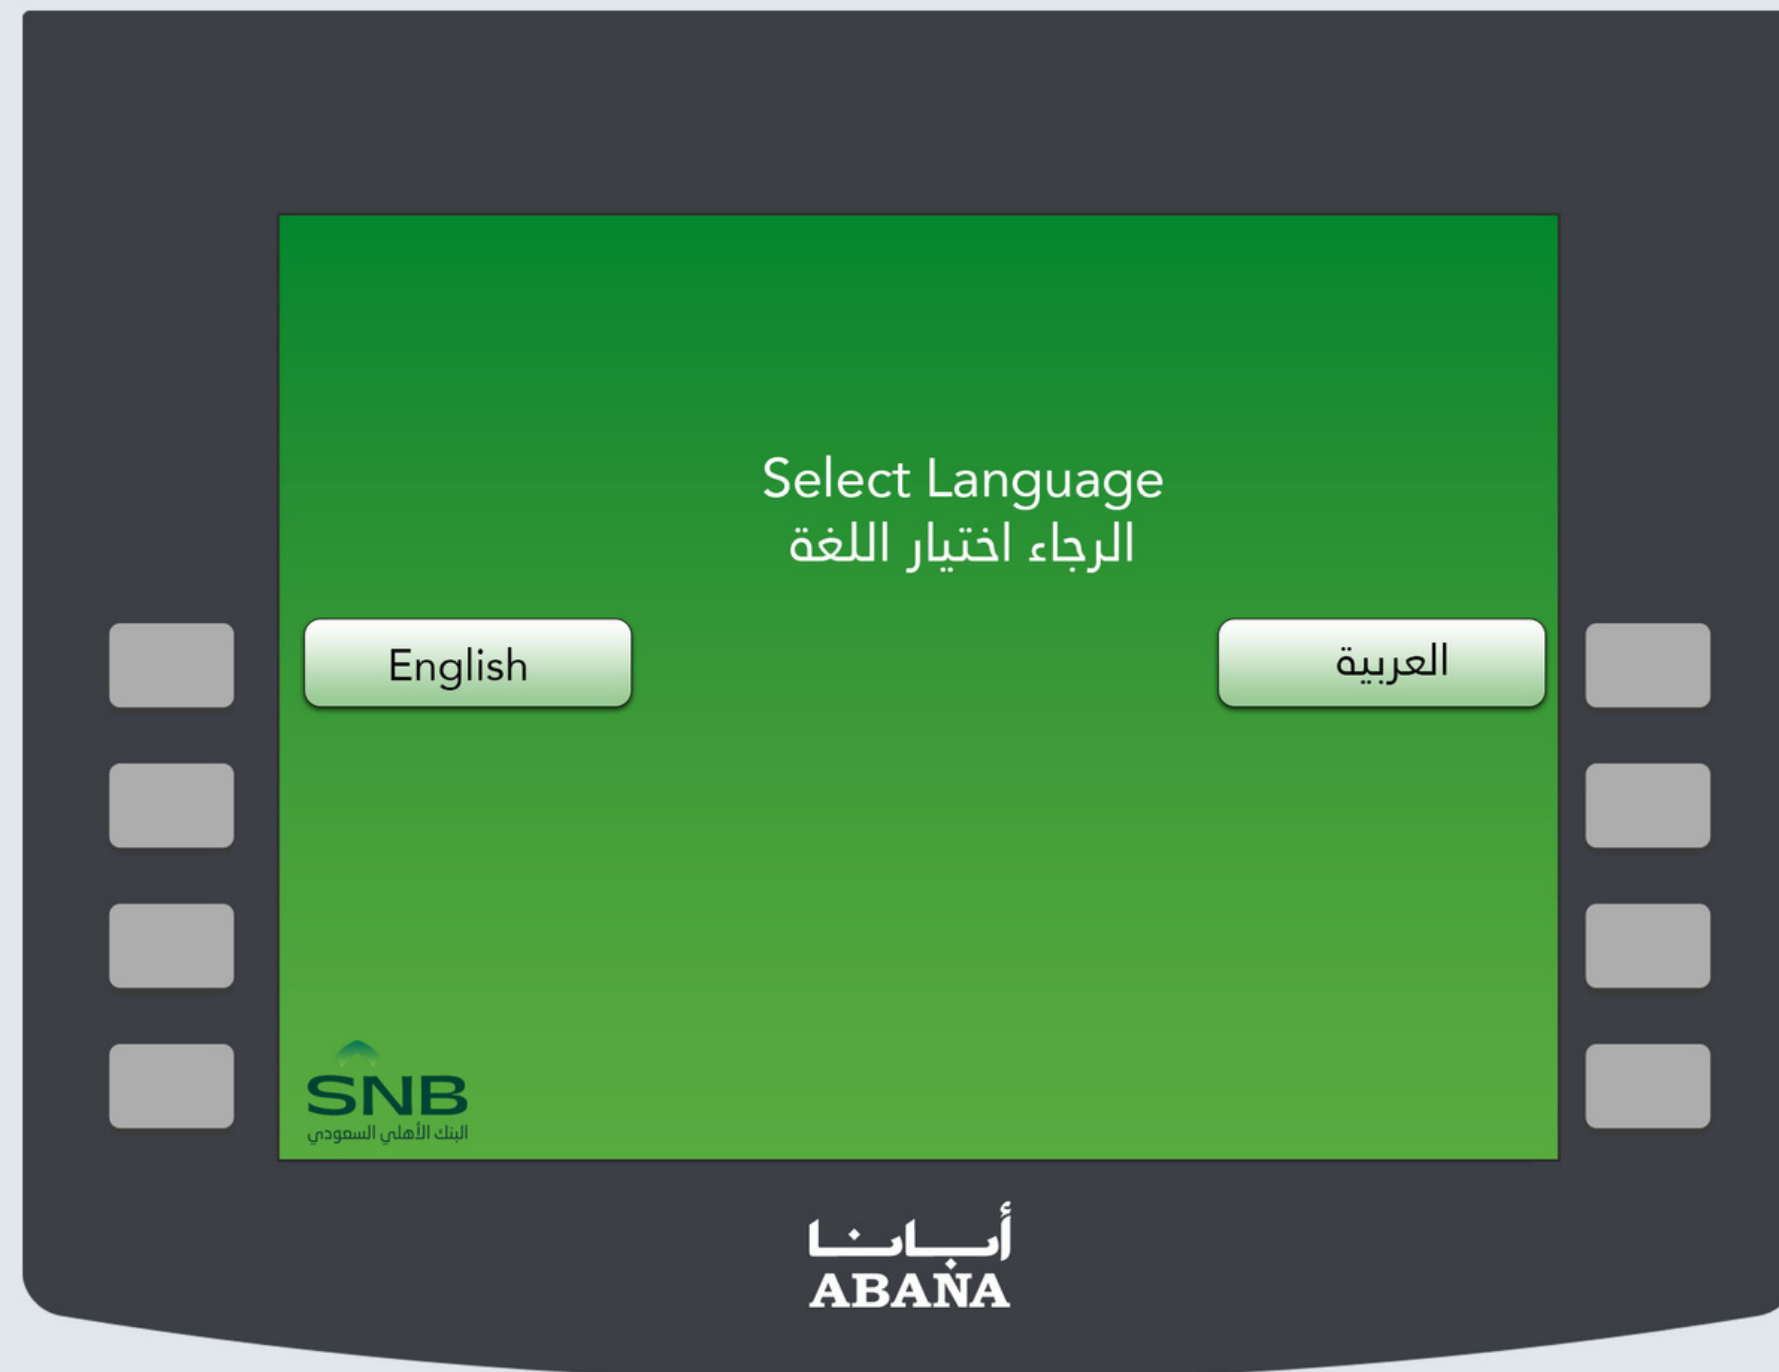 Select Language
الرجاء اختيار اللغة
English
العربية
SNB
البنك الأهلي السعودي
أبانا
ABANA